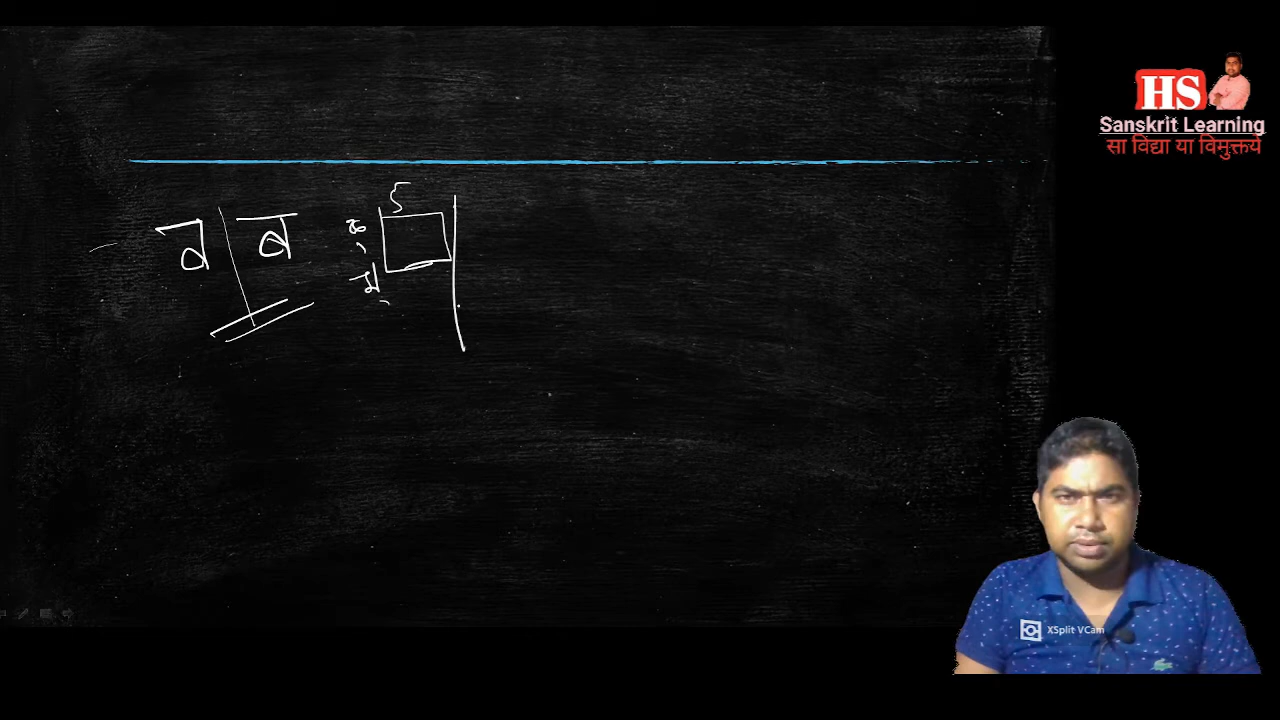 HS
Sanskrit Learning
सा विद्या या विमुक्तये
ব ব
XSplit VCam